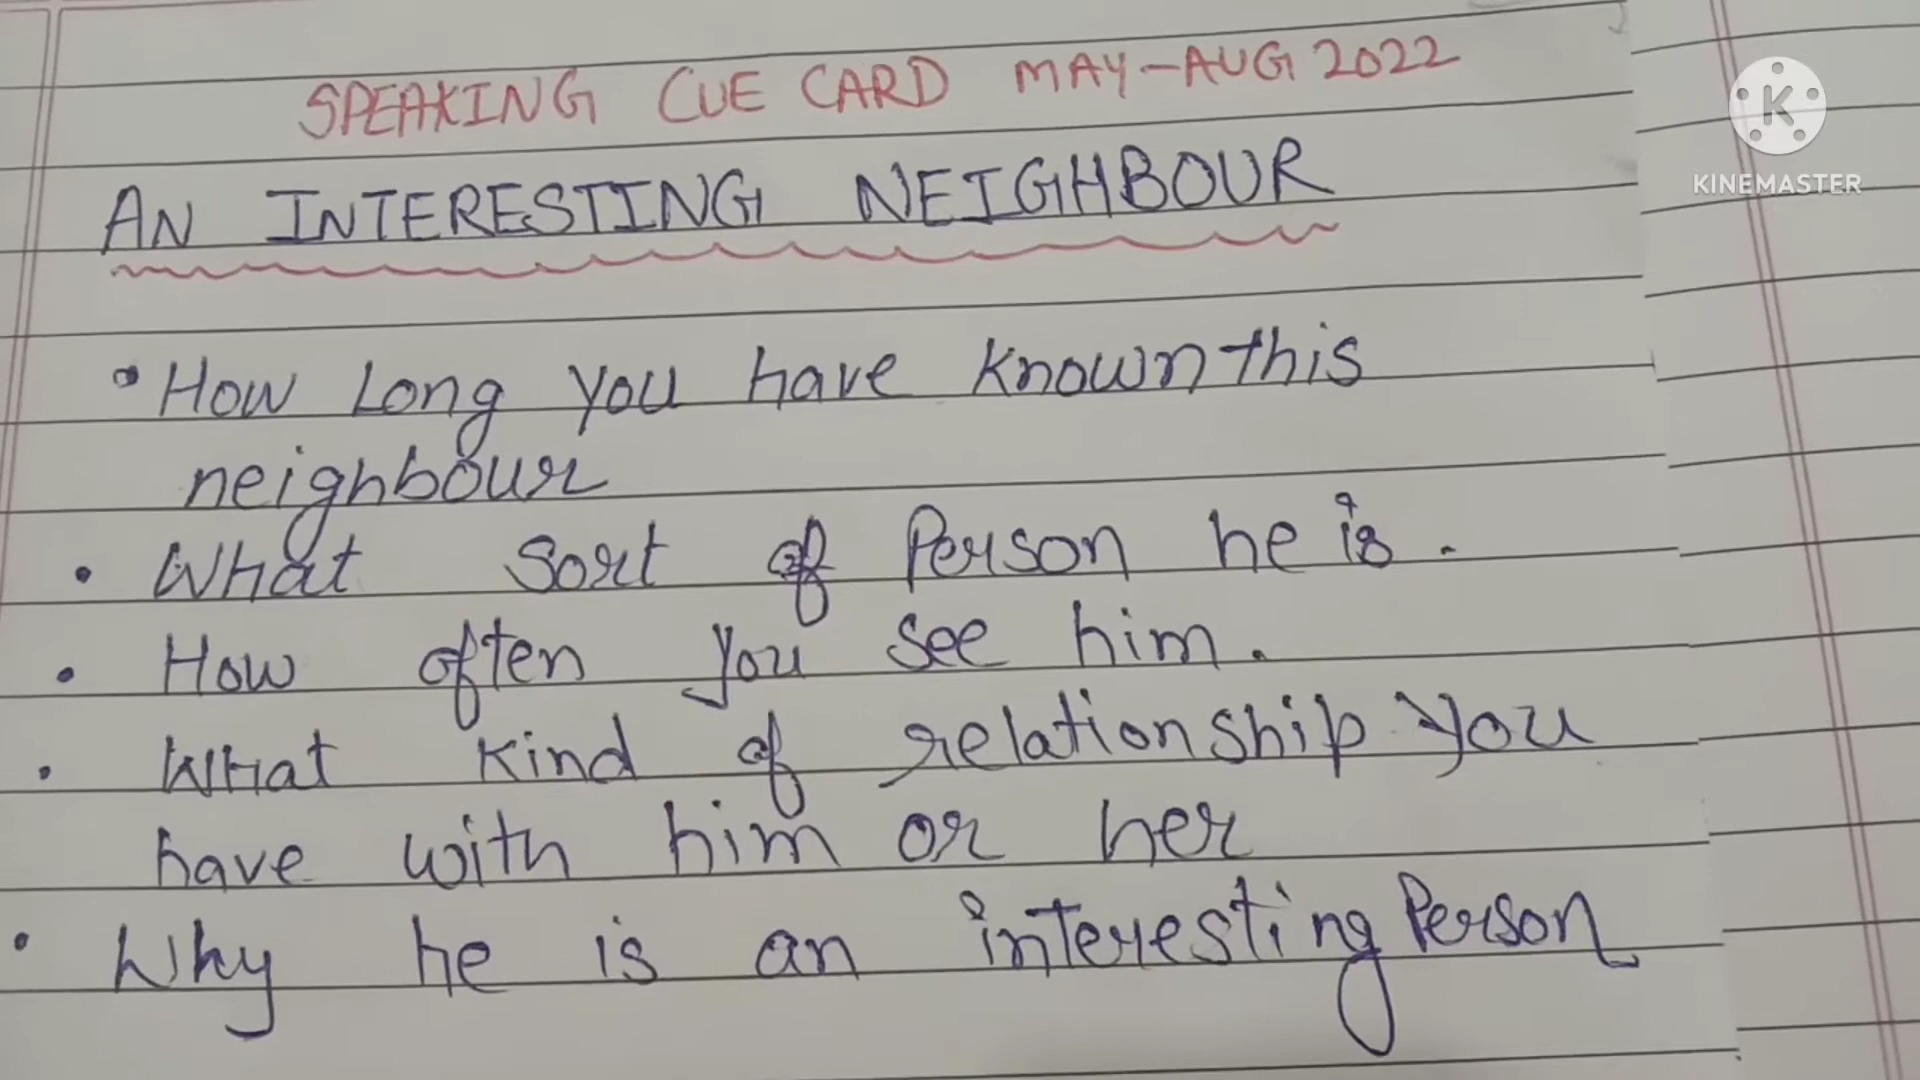 SPEAKING CUE CARD MAY-AUG 2022
AN INTERESTING NEIGHBOUR
KINEMASTER
• How Long you have known this
neighbour
• What Sort of Person he is.
• How often you see him.
• What kind of relationship you
have with him or her
• Why he is an interesting Person